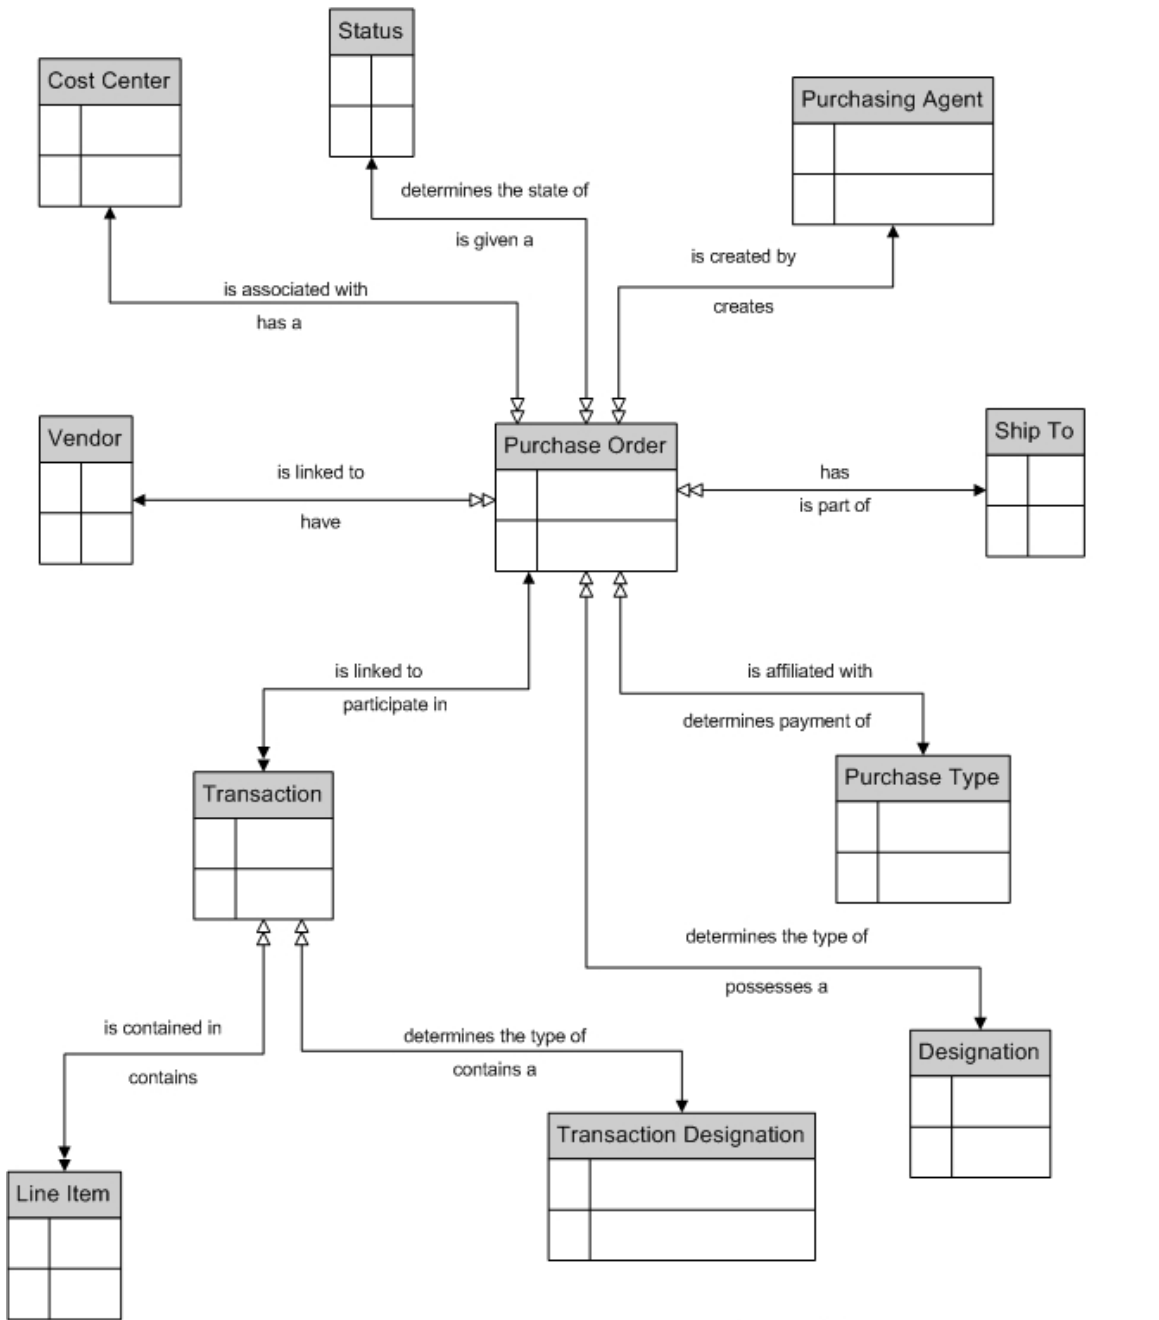 Status
Cost Center
Purchasing Agent
determines the state of
is given a
is created by
creates
is associated with
has a
Vendor
is linked to
have
Purchase Order
has
is part of
Ship To
is linked to
participate in
is affiliated with
determines payment of
Transaction
Purchase Type
determines the type of
possesses a
is contained in
contains
determines the type of
contains a
Designation
Transaction Designation
Line Item